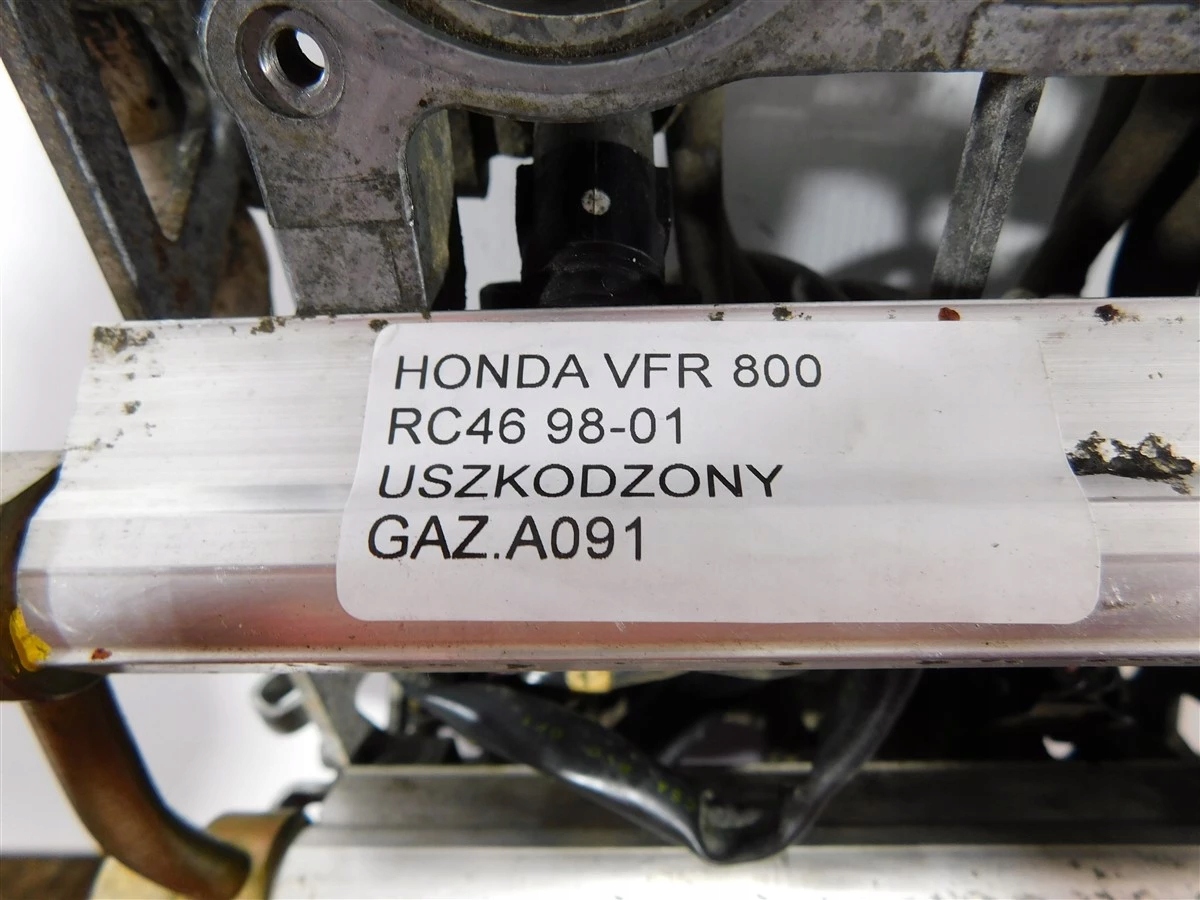 HONDA VFR 800
RC46 98-01
USZKODZONY
GAZ.A091